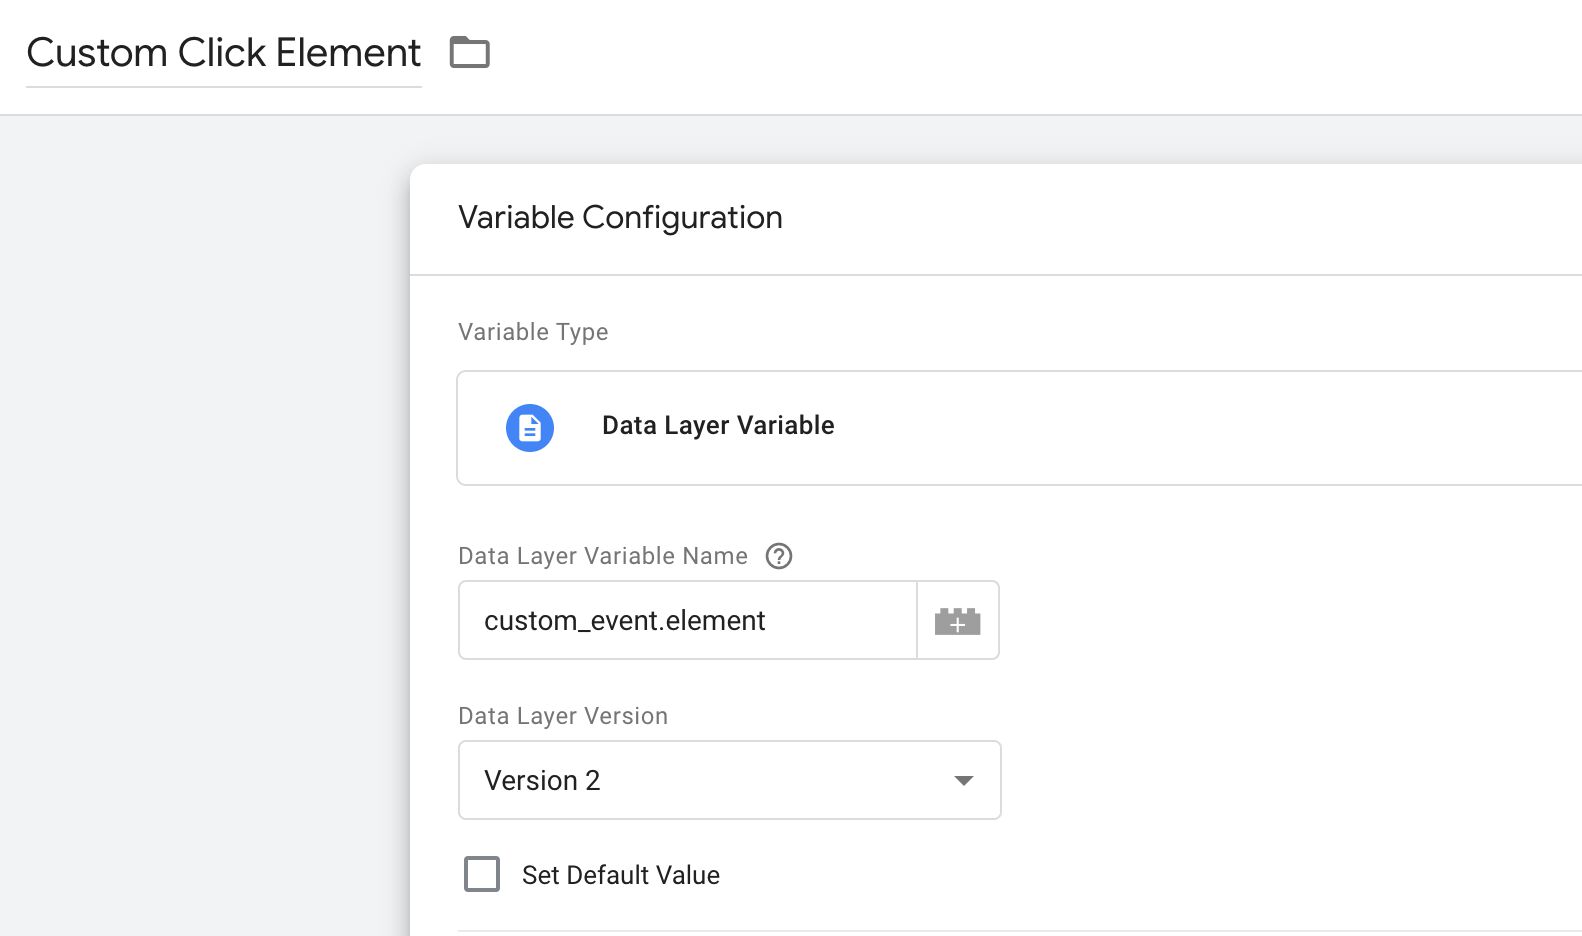 Custom Click Element
Variable Configuration
Variable Type
Data Layer Variable
Data Layer Variable Name
custom_event.element
Data Layer Version
Version 2
Set Default Value